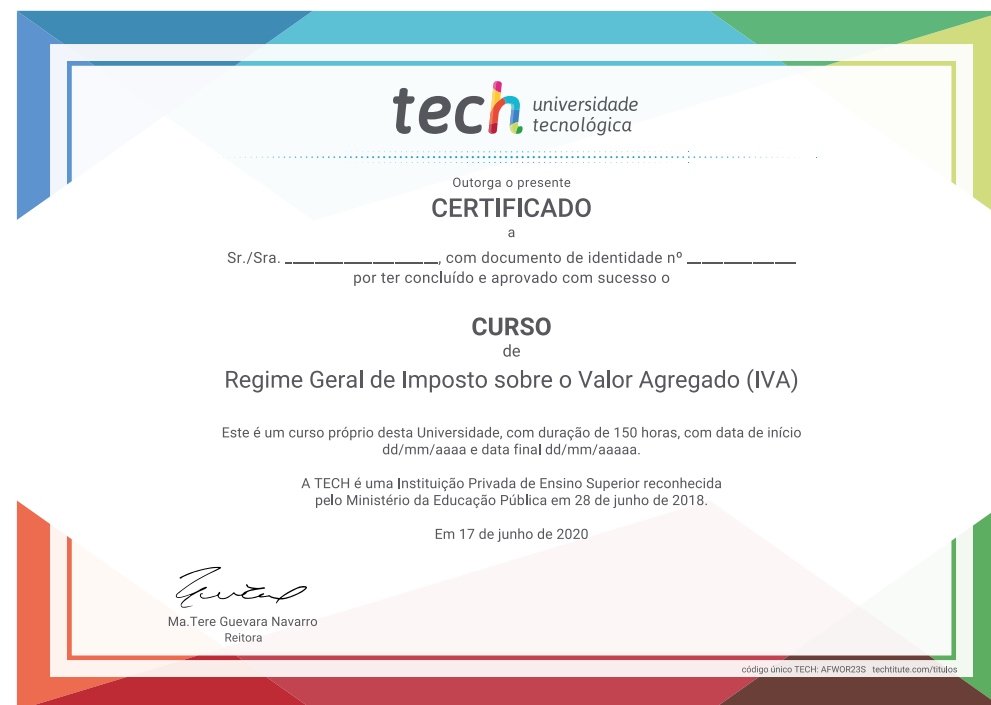 tech universidade
tecnológica
Outorga o presente
CERTIFICADO
a
Sr./Sra. ________________, com documento de identidade nº ___________
por ter concluído e aprovado com sucesso o
CURSO
de
Regime Geral de Imposto sobre o Valor Agregado (IVA)
Este é um curso próprio desta Universidade, com duração de 150 horas, com data de início
dd/mm/aaaa e data final dd/mm/aaaaa.
A TECH é uma Instituição Privada de Ensino Superior reconhecida
pelo Ministério da Educação Pública em 28 de junho de 2018.
Em 17 de junho de 2020
Ma.Tere Guevara Navarro
Reitora
código único TECH: AFWOR23S techtitute.com/titulos